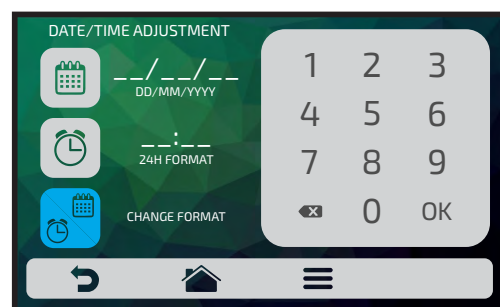 DATE/TIME ADJUSTMENT
__/__/__
DD/MM/YYYY
__:__
24H FORMAT
CHANGE FORMAT
1 2 3
4 5 6
7 8 9
0 OK